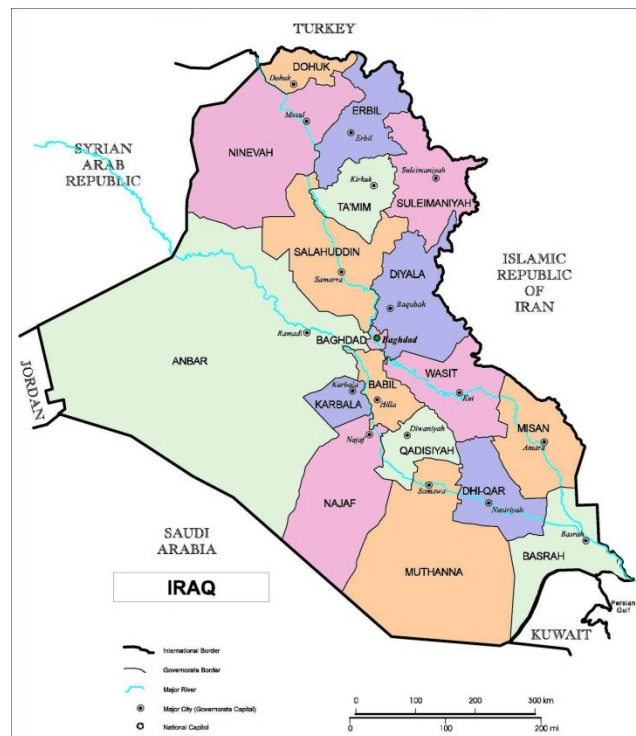 TURKEY
DOHUK
Dohuk
ERBIL
Mosul
Erbil
SYRIAN
ARAB
REPUBLIC
NINEVAH
Kirkuk
Suleimaniyah
TA'MIM
SULEIMANIYAH
SALAHUDDIN
DIYALA
ISLAMIC
REPUBLIC
OF
IRAN
Samarra
Baqubah
Ramadi
BAGHDAD
Baghdad
ANBAR
JORDAN
WASIT
BABIL
Karbala
KARBALA
Hilla
Kut
MISAN
Najaf
Diwaniyah
QADISIYAH
Amara
Samawa
DHI-QAR
Nasiriyah
NAJAF
SAUDI
ARABIA
Basrah
BASRAH
MUTHANNA
IRAQ
Persian
Gulf
KUWAIT
International Border
Governorate Border
Major River
Major City (Governorate Capital)
National Capitol
0 100 200 300 km
0 100 200 mi